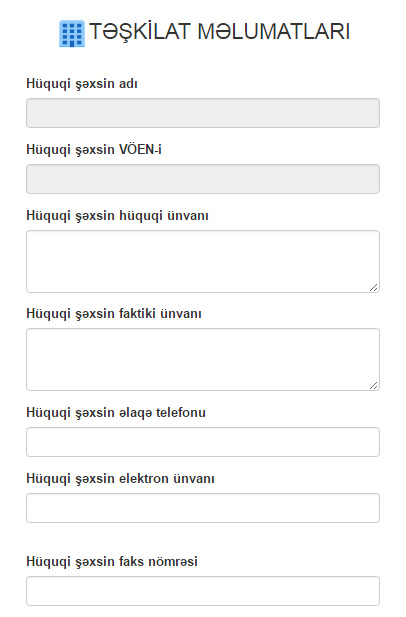 TƏŞKİLAT MƏLUMATLARI
Hüquqi şəxsin adı
Hüquqi şəxsin VÖEN-i
Hüquqi şəxsin hüquqi ünvanı
Hüquqi şəxsin faktiki ünvanı
Hüquqi şəxsin əlaqə telefonu
Hüquqi şəxsin elektron ünvanı
Hüquqi şəxsin faks nömrəsi